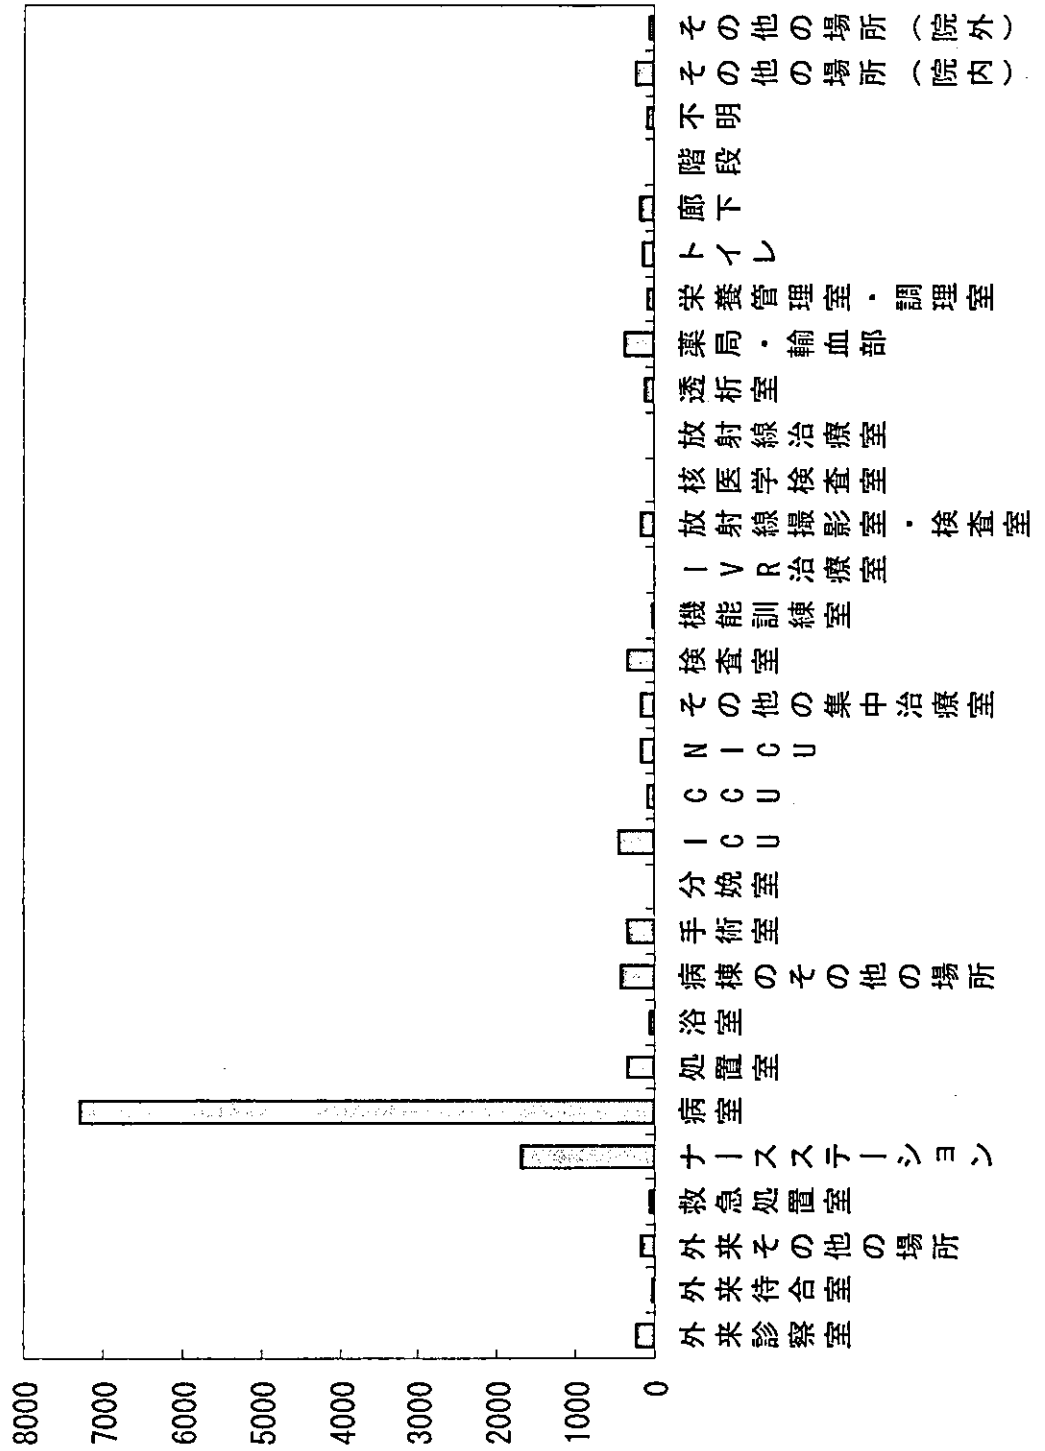 8000
7000
6000
5000
4000
3000
2000
1000
0
外来診察室
外来待合室
外来その他の場所
救急処置室
ナースステーション
病室
処置室
浴室
病棟のその他の場所
手術室
分娩室
ICU
CCU
NICU
その他の集中治療室
検査室
機能訓練室
IVR治療室
放射線撮影室・検査室
核医学検査室
放射線治療室
透析室
薬局・輸血部
栄養管理室・調理室
トイレ
廊下
階段
不明
その他の場所（院内）
その他の場所（院外）